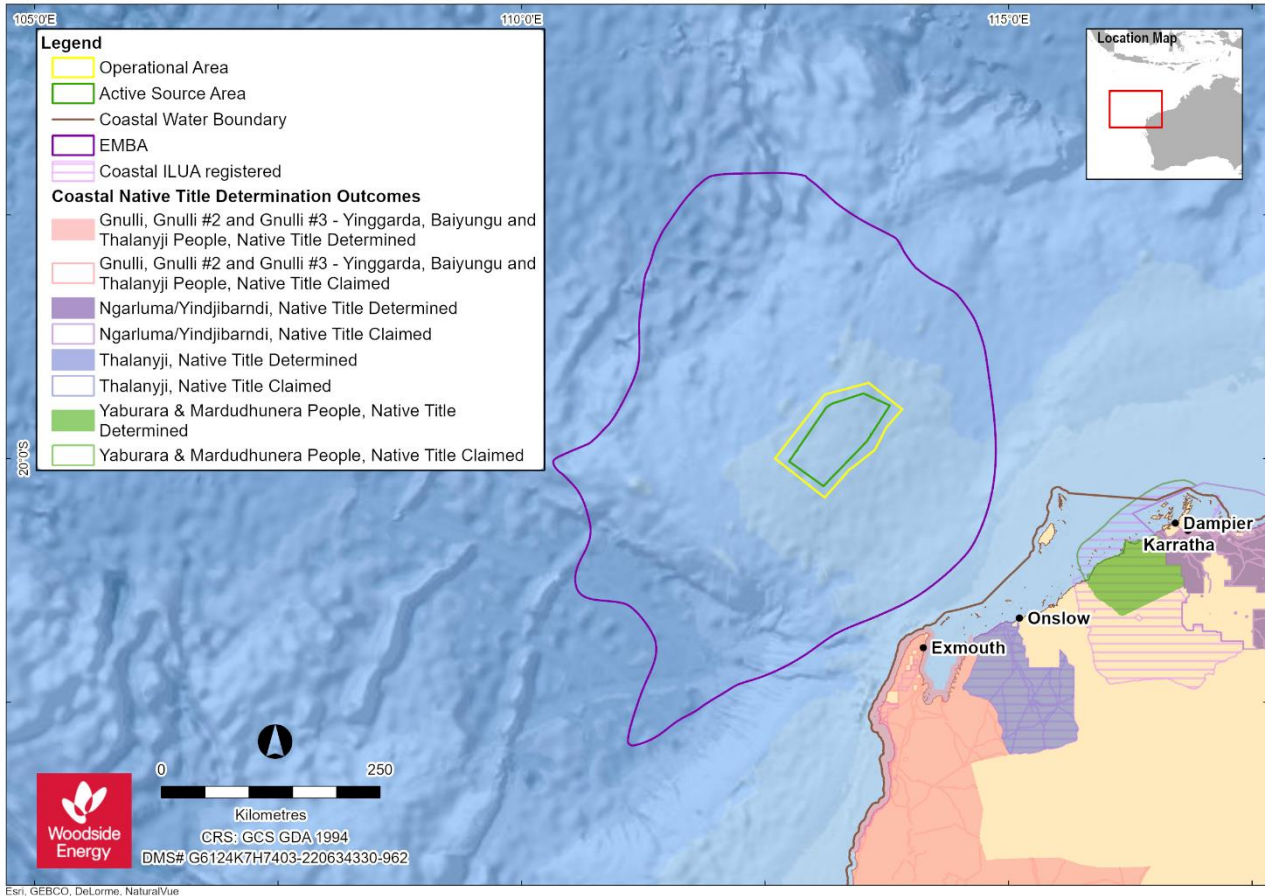 105°0'E
110°0'E
115°0'E
Legend
Operational Area
Active Source Area
Coastal Water Boundary
EMBA
Coastal ILUA registered
Coastal Native Title Determination Outcomes
Gnulli, Gnulli #2 and Gnulli #3 - Yinggarda, Baiyungu and
Thalanyji People, Native Title Determined
Gnulli, Gnulli #2 and Gnulli #3 - Yinggarda, Baiyungu and
Thalanyji People, Native Title Claimed
Ngarluma/Yindjibarndi, Native Title Determined
Ngarluma/Yindjibarndi, Native Title Claimed
Thalanyji, Native Title Determined
Thalanyji, Native Title Claimed
Yaburara & Mardudhunera People, Native Title
Determined
Yaburara & Mardudhunera People, Native Title Claimed
Location Map
20°0'S
Dampier
Karratha
Onslow
Exmouth
0 250
Kilometres
CRS: GCS GDA 1994
DMS# G6124K7H7403-220634330-962
Woodside
Energy
Esri, GEBCO, DeLorme, NaturalVue